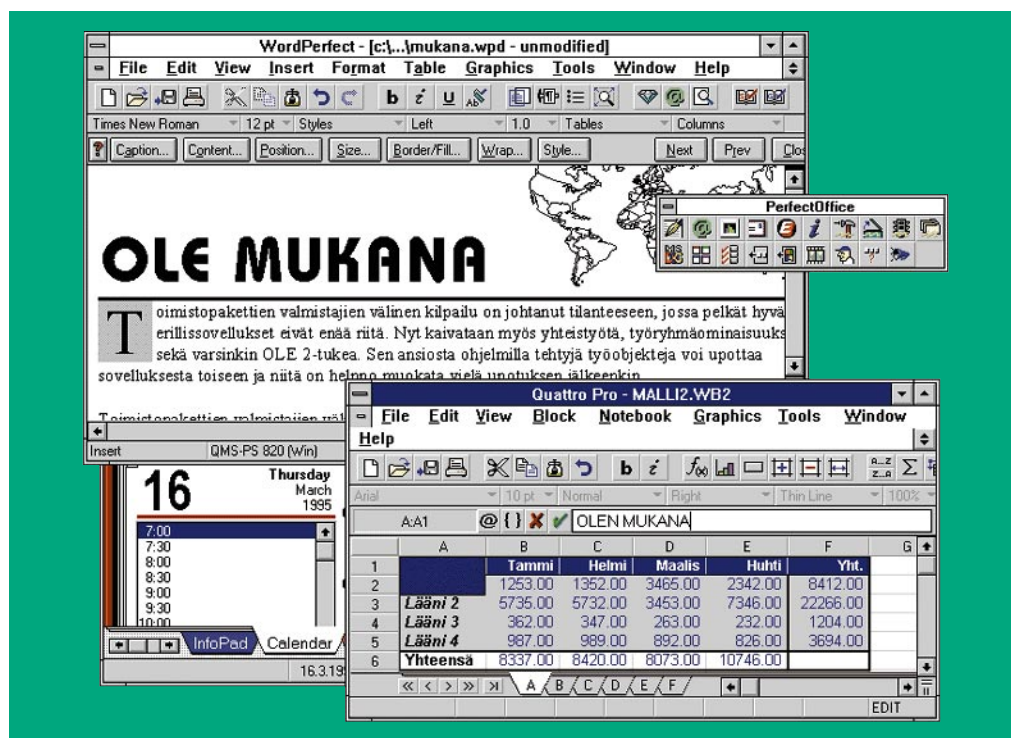 WordPerfect - [c:\...\mukana.wpd - unmodified]
File Edit View Insert Format Table Graphics Tools Window Help
b i U
Times New Roman 12 pt Styles Left 1.0 Tables Columns
? Caption... Content... Position... Size... Border/Fill... Wrap... Style... Next Prev Clo
PerfectOffice
OLE MUKANA
Toimistopakettien valmistajien välinen kilpailu on johtanut tilanteeseen, jossa pelkät hyvä
erillissovellukset eivät enää riitä. Nyt kaivataan myös yhteistyötä, työryhmäominaisuuks
sekä varsinkin OLE 2-tukea. Sen ansiosta ohjelmilla tehtyjä työobjekteja voi upottaa
sovelluksesta toiseen ja niitä on helppo muokata vielä upotuksen jälkeenkin
Toimistopakettien valmistajien
Insert QMS-PS 820 (Win)
16 Thursday
March
1995
7:00
7:30
8:00
8:30
9:00
9:30
10:00
InfoPad Calendar
16.3.19
Quattro Pro - MALLI2.WB2
File Edit View Block Notebook Graphics Tools Window
Help
b i
Arial 10 pt Normal Right Thin Line 100%
A:A1 @ { } OLEN MUKANA
A B C D E F G
1 Tammi Helmi Maalis Huhti Yht.
2 1253.00 1352.00 3465.00 2342.00 8412.00
3 Lääni 2 5735.00 5732.00 3453.00 7346.00 22266.00
4 Lääni 3 362.00 347.00 263.00 232.00 1204.00
5 Lääni 4 987.00 989.00 892.00 826.00 3694.00
6 Yhteensä 8337.00 8420.00 8073.00 10746.00
A B C D E F
EDIT